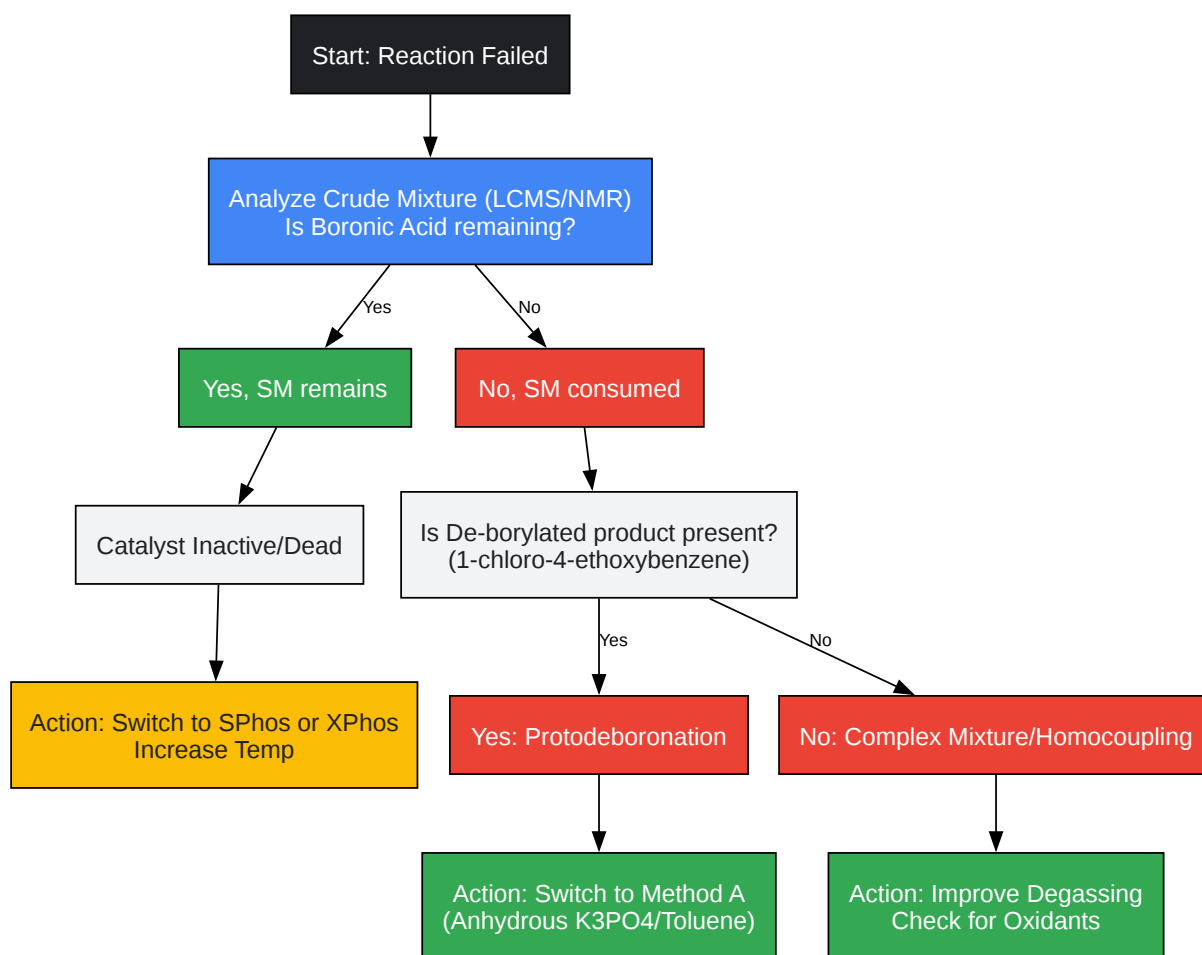 Start: Reaction Failed
Analyze Crude Mixture (LCMS/NMR)
Is Boronic Acid remaining?
Yes
No
Yes, SM remains
No, SM consumed
Catalyst Inactive/Dead
Is De-borylated product present?
(1-chloro-4-ethoxybenzene)
Yes
No
Action: Switch to SPhos or XPhos
Increase Temp
Yes: Protodeboronation
No: Complex Mixture/Homocoupling
Action: Switch to Method A
(Anhydrous K3PO4/Toluene)
Action: Improve Degassing
Check for Oxidants